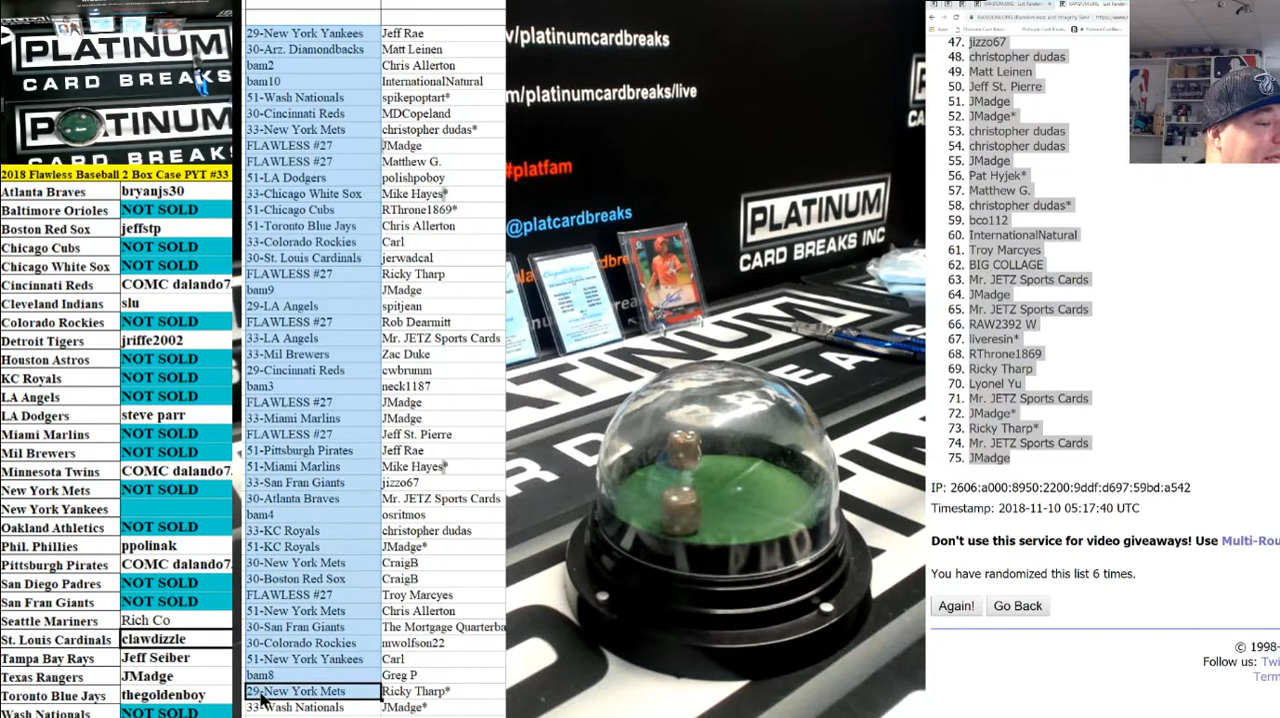 PLATINUM
CARD BREAKS
PLATINUM
CARD BREAKS
2018 Flawless Baseball 2 Box Case PYT #33
Atlanta Braves bryanjs30
Baltimore Orioles NOT SOLD
Boston Red Sox jeffstp
Chicago Cubs NOT SOLD
Chicago White Sox NOT SOLD
Cincinnati Reds COMC dalando7
Cleveland Indians slu
Colorado Rockies NOT SOLD
Detroit Tigers jriffe2002
Houston Astros NOT SOLD
KC Royals NOT SOLD
LA Angels NOT SOLD
LA Dodgers steve parr
Miami Marlins NOT SOLD
Mil Brewers NOT SOLD
Minnesota Twins COMC dalando7
New York Mets NOT SOLD
New York Yankees
Oakland Athletics NOT SOLD
Phil. Phillies ppolinak
Pittsburgh Pirates COMC dalando7
San Diego Padres NOT SOLD
San Fran Giants NOT SOLD
Seattle Mariners Rich Co
St. Louis Cardinals clawdizzle
Tampa Bay Rays Jeff Seiber
Texas Rangers JMadge
Toronto Blue Jays thegoldenboy
Wash Nationals NOT SOLD
29-New York Yankees Jeff Rae
30-Arz. Diamondbacks Matt Leinen
bam2 Chris Allerton
bam10 InternationalNatural
51-Wash Nationals spikepoptart*
30-Cincinnati Reds MDCopeland
33-New York Mets christopher dudas*
FLAWLESS #27 JMadge
FLAWLESS #27 Matthew G.
51-LA Dodgers polishpoboy
33-Chicago White Sox Mike Hayes*
51-Chicago Cubs RThrone1869*
51-Toronto Blue Jays Chris Allerton
33-Colorado Rockies Carl
30-St. Louis Cardinals jerwadcal
FLAWLESS #27 Ricky Tharp
bam9 JMadge
29-LA Angels spitjean
FLAWLESS #27 Rob Dearmitt
33-LA Angels Mr. JETZ Sports Cards
33-Mil Brewers Zac Duke
29-Cincinnati Reds cwbrumm
bam3 neck1187
FLAWLESS #27 JMadge
33-Miami Marlins JMadge
FLAWLESS #27 Jeff St. Pierre
51-Pittsburgh Pirates Jeff Rae
51-Miami Marlins Mike Hayes*
33-San Fran Giants jizzo67
30-Atlanta Braves Mr. JETZ Sports Cards
bam4 osritmos
33-KC Royals christopher dudas
51-KC Royals JMadge*
30-New York Mets CraigB
30-Boston Red Sox CraigB
FLAWLESS #27 Troy Marcyes
51-New York Mets Chris Allerton
30-San Fran Giants The Mortgage Quarterba
30-Colorado Rockies mwolfson22
51-New York Yankees Carl
bam8 Greg P
29-New York Mets Ricky Tharp*
33-Wash Nationals JMadge*
v/platinumcardbreaks
m/platinumcardbreaks/live
#platfam
@platcardbreaks
PLATINUM
CARD BREAKS INC
47. jizzo67
48. christopher dudas
49. Matt Leinen
50. Jeff St. Pierre
51. JMadge
52. JMadge*
53. christopher dudas
54. christopher dudas
55. JMadge
56. Pat Hyjek*
57. Matthew G.
58. christopher dudas*
59. bco112
60. InternationalNatural
61. Troy Marcyes
62. BIG COLLAGE
63. Mr. JETZ Sports Cards
64. JMadge
65. Mr. JETZ Sports Cards
66. RAW2392 W
67. liveresin*
68. RThrone1869
69. Ricky Tharp
70. Lyonel Yu
71. Mr. JETZ Sports Cards
72. JMadge*
73. Ricky Tharp*
74. Mr. JETZ Sports Cards
75. JMadge
IP: 2606:a000:8950:2200:9ddf:d697:59bd:a542
Timestamp: 2018-11-10 05:17:40 UTC
Don't use this service for video giveaways! Use Multi-Rou
You have randomized this list 6 times.
Again! Go Back
© 1998-
Follow us: Twi
Term